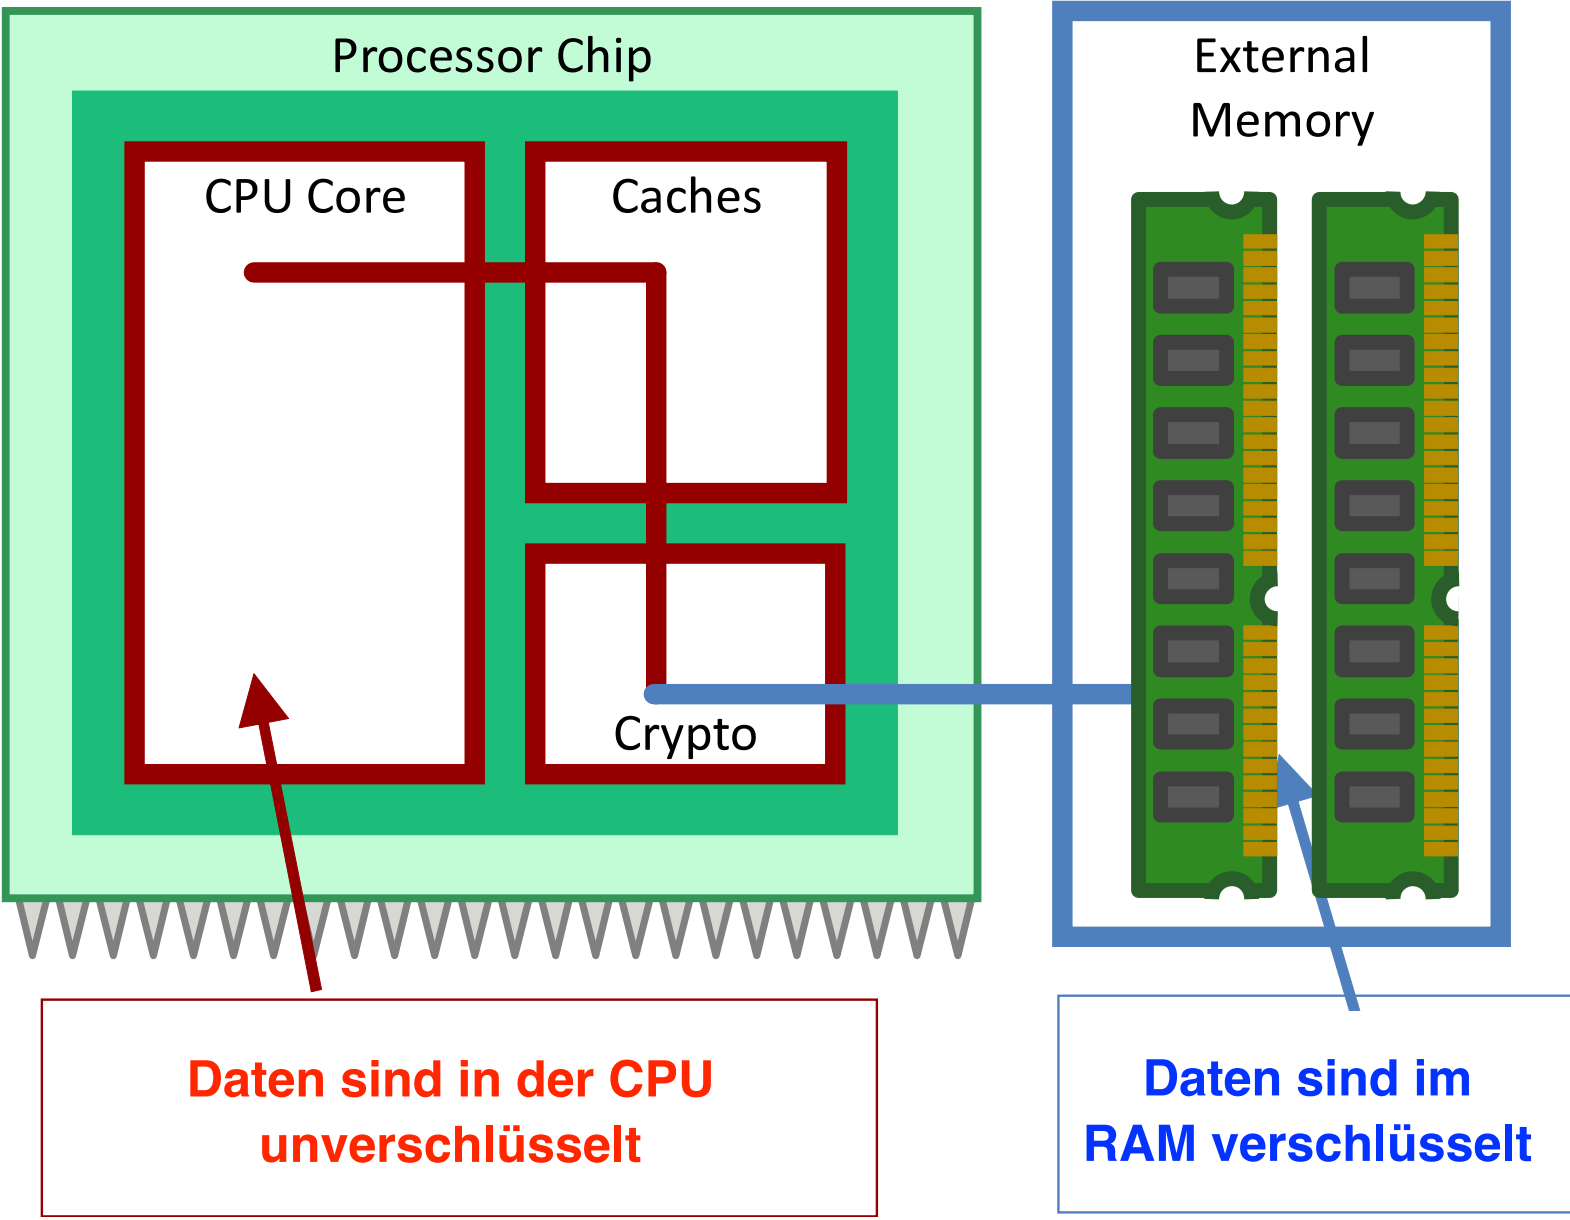 Processor Chip
External
Memory
CPU Core
Caches
Crypto
Daten sind in der CPU
unverschlüsselt
Daten sind im
RAM verschlüsselt